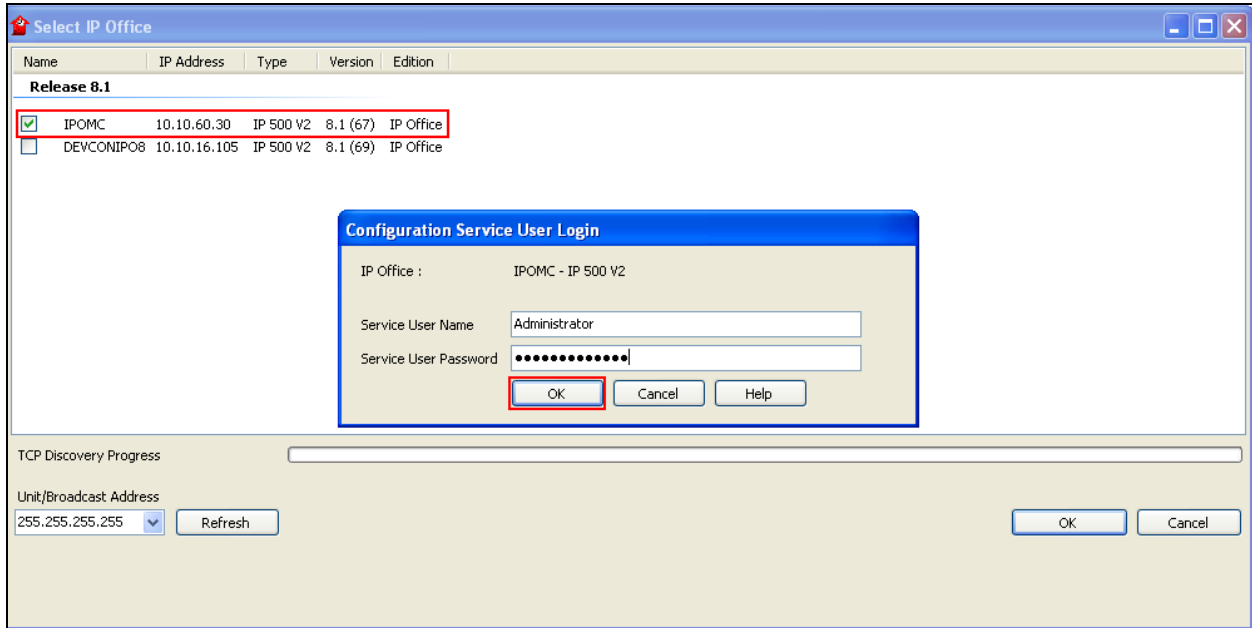 Select IP Office
Name IP Address Type Version Edition
Release 8.1
IPOMC 10.10.60.30 IP 500 V2 8.1 (67) IP Office
DEVCONIPO8 10.10.16.105 IP 500 V2 8.1 (69) IP Office
Configuration Service User Login
IP Office : IPOMC - IP 500 V2
Service User Name Administrator
Service User Password ●●●●●●●●●●●●●
OK Cancel Help
TCP Discovery Progress
Unit/Broadcast Address
255.255.255.255 Refresh OK Cancel